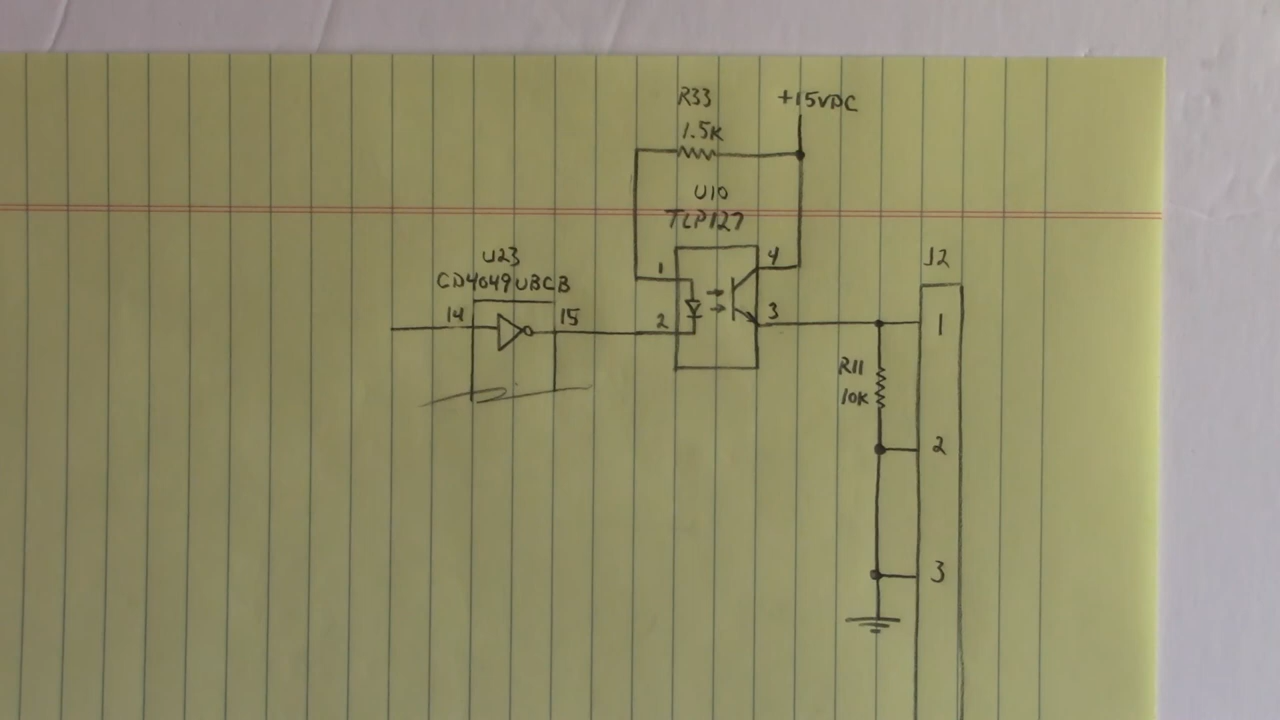 R33
+15VDC
1.5K
U10
TLP127
U23
CD4049UBCB
14
15
1
2
4
3
J2
1
R11
10K
2
3